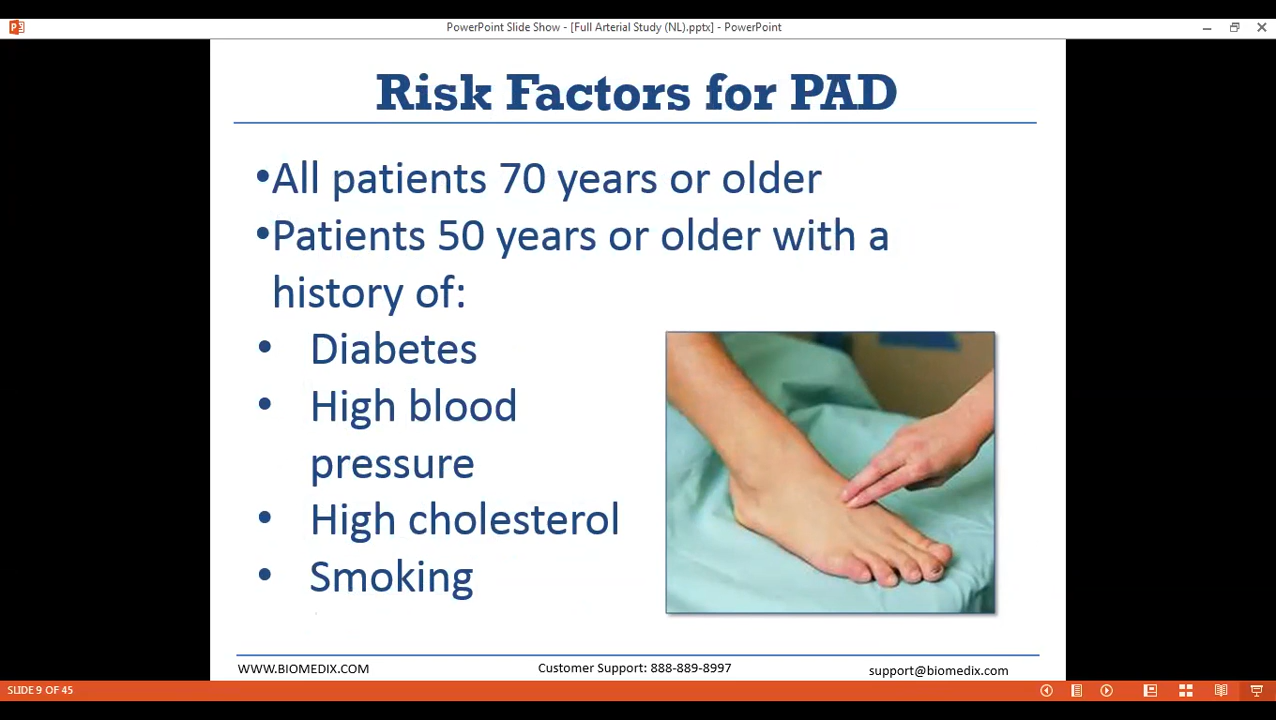 PowerPoint Slide Show - [Full Arterial Study (NL).pptx] - PowerPoint
Risk Factors for PAD
•All patients 70 years or older
•Patients 50 years or older with a
history of:
• Diabetes
• High blood
pressure
• High cholesterol
• Smoking
WWW.BIOMEDIX.COM Customer Support: 888-889-8997 support@biomedix.com
SLIDE 9 OF 45